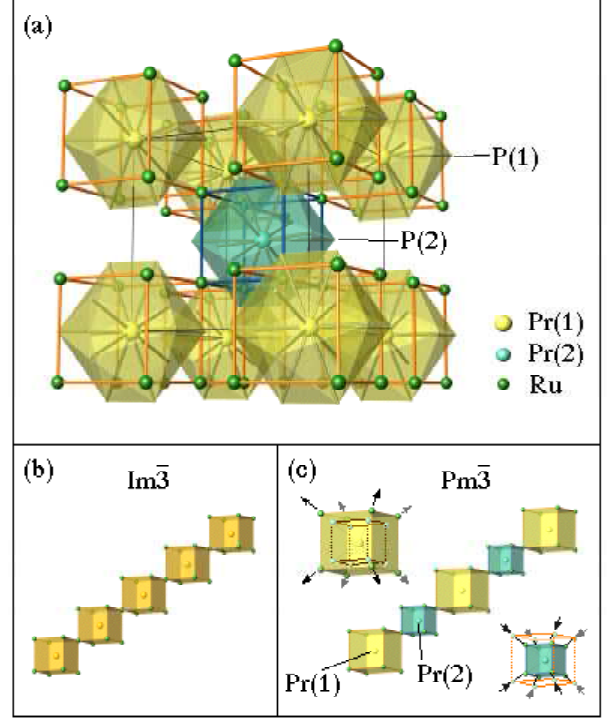 (a)
P(1)
P(2)
Pr(1)
Pr(2)
Ru
(b)
Im3̅
(c)
Pm3̅
Pr(1)
Pr(2)